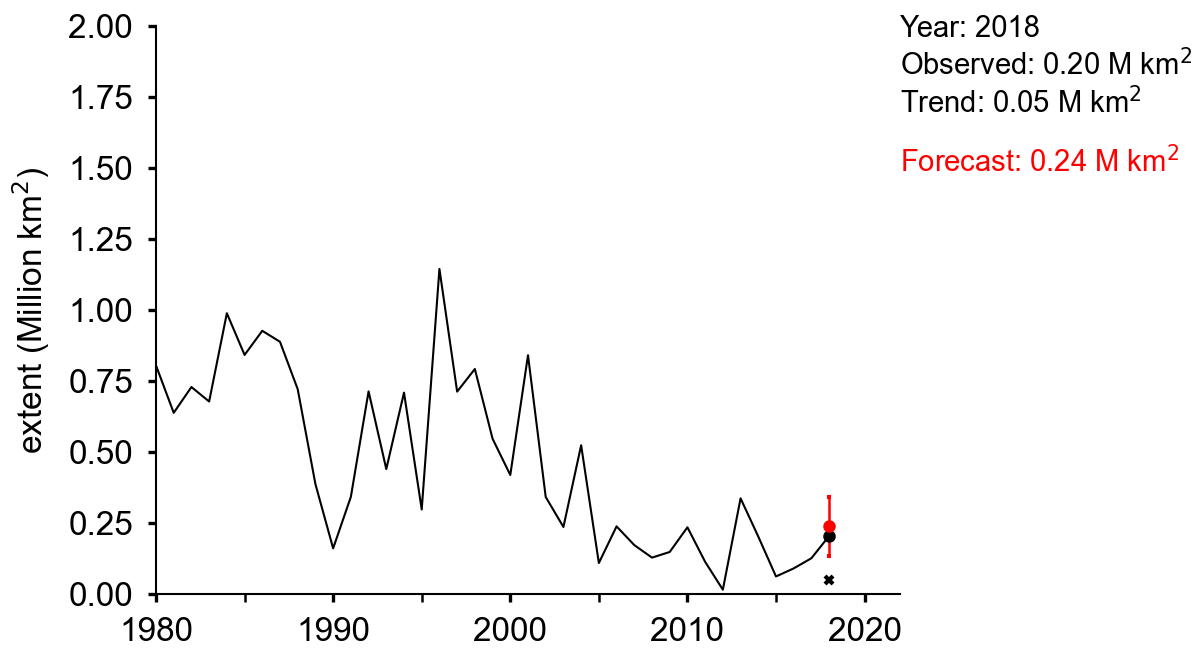 Year: 2018
Observed: 0.20 M km²
Trend: 0.05 M km²
Forecast: 0.24 M km²
extent (Million km²)
2.00
1.75
1.50
1.25
1.00
0.75
0.50
0.25
0.00
1980 1990 2000 2010 2020